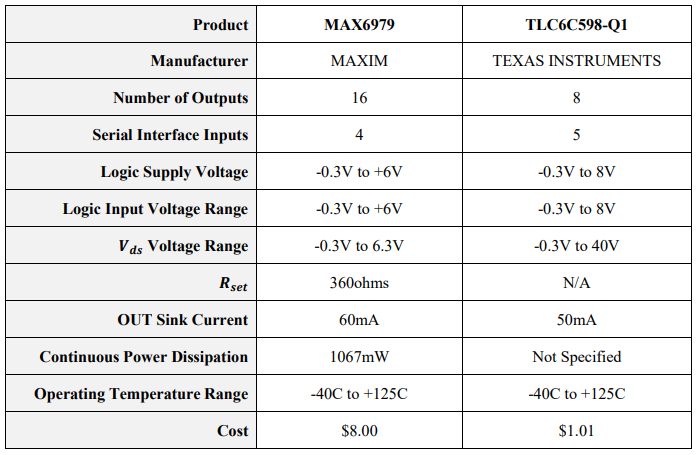 Product MAX6979 TLC6C598-Q1
Manufacturer MAXIM TEXAS INSTRUMENTS
Number of Outputs 16 8
Serial Interface Inputs 4 5
Logic Supply Voltage -0.3V to +6V -0.3V to 8V
Logic Input Voltage Range -0.3V to +6V -0.3V to 8V
Vds Voltage Range -0.3V to 6.3V -0.3V to 40V
Rset 360ohms N/A
OUT Sink Current 60mA 50mA
Continuous Power Dissipation 1067mW Not Specified
Operating Temperature Range -40C to +125C -40C to +125C
Cost $8.00 $1.01